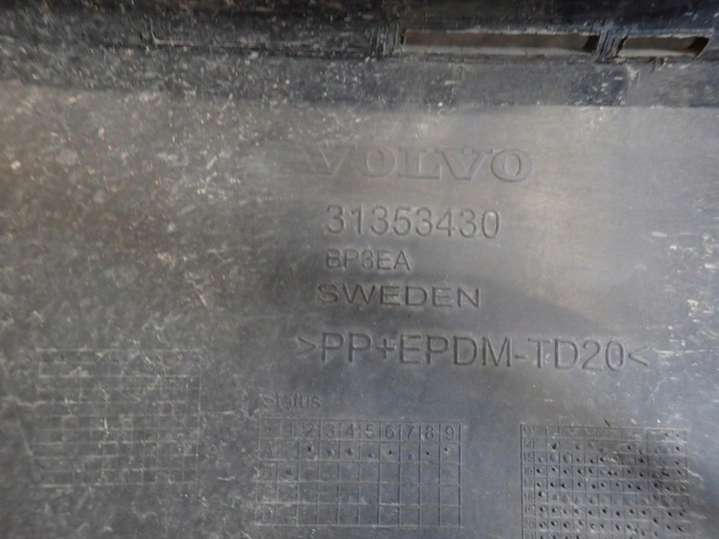 VOLVO
31353430
BP3EA
SWEDEN
>PP+EPDM-TD20<
Status
1 2 3 4 5 6 7 8 9